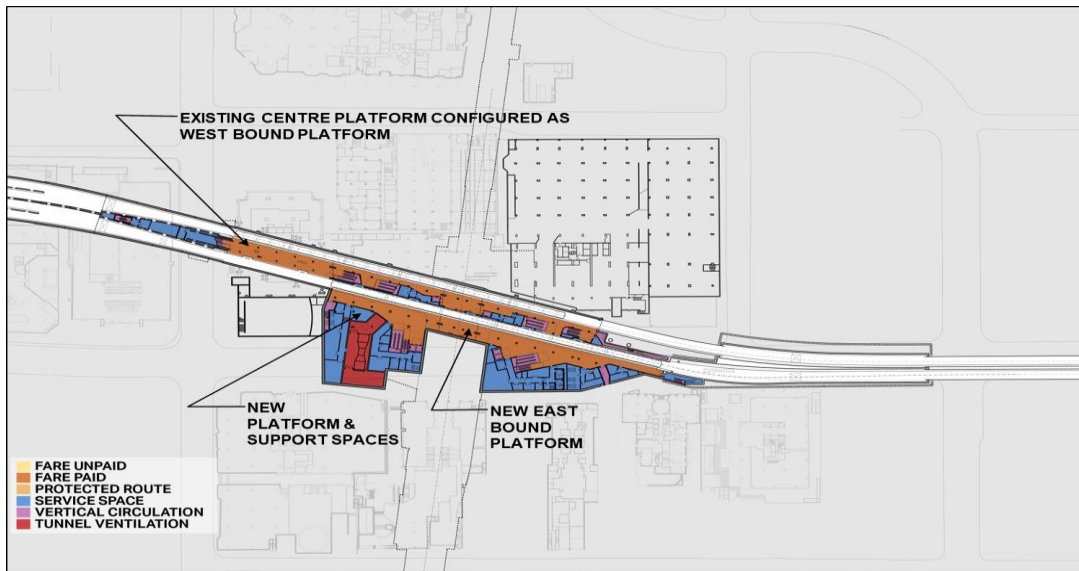 EXISTING CENTRE PLATFORM CONFIGURED AS
WEST BOUND PLATFORM
NEW
PLATFORM &
SUPPORT SPACES
NEW EAST
BOUND
PLATFORM
FARE UNPAID
FARE PAID
PROTECTED ROUTE
SERVICE SPACE
VERTICAL CIRCULATION
TUNNEL VENTILATION